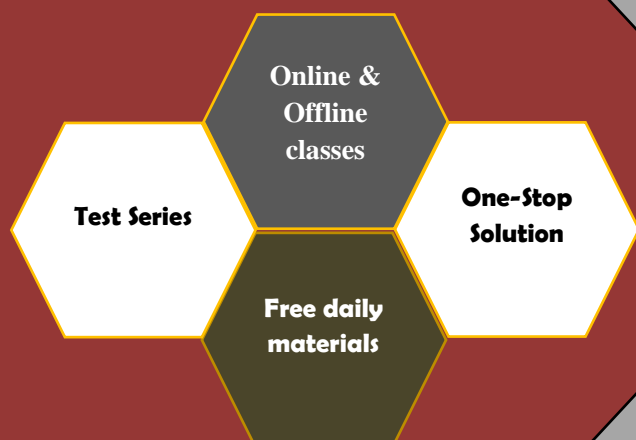 Online &
Offline
classes
Test Series
One-Stop
Solution
Free daily
materials